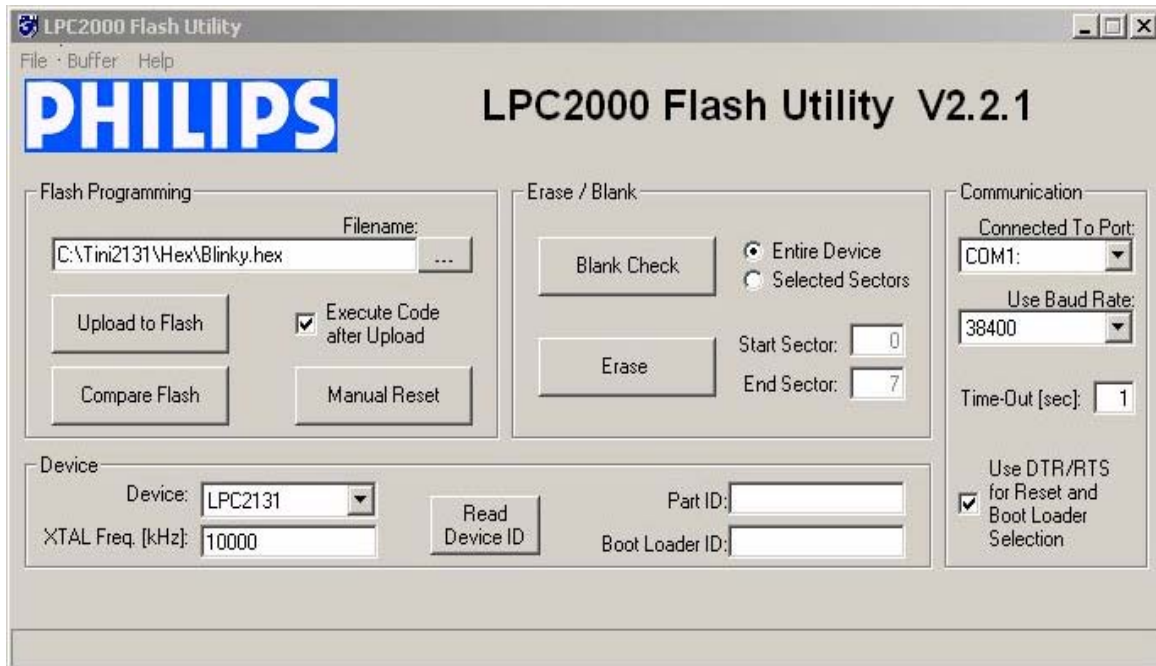 LPC2000 Flash Utility
File Buffer Help
PHILIPS
LPC2000 Flash Utility V2.2.1
Flash Programming
Filename:
C:\Tini2131\Hex\Blinky.hex
...
Upload to Flash
Execute Code
after Upload
Compare Flash
Manual Reset
Erase / Blank
Blank Check
Entire Device
Selected Sectors
Erase
Start Sector: 0
End Sector: 7
Communication
Connected To Port:
COM1:
Use Baud Rate:
38400
Time-Out [sec]: 1
Use DTR/RTS
for Reset and
Boot Loader
Selection
Device
Device: LPC2131
XTAL Freq. [kHz]: 10000
Read
Device ID
Part ID:
Boot Loader ID: